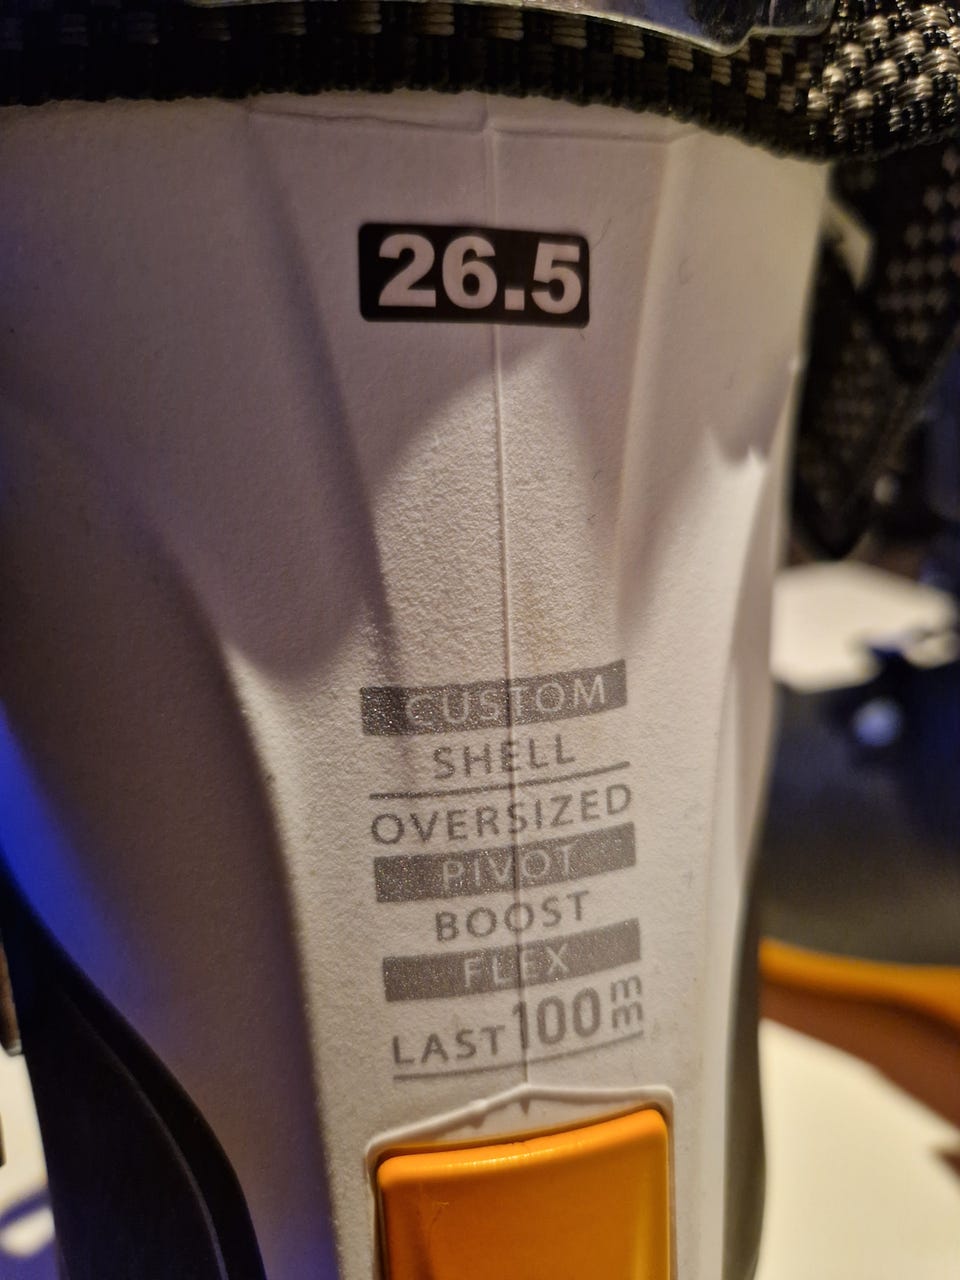 26.5
CUSTOM
SHELL
OVERSIZED
PIVOT
BOOST
FLEX
LAST 100 mm